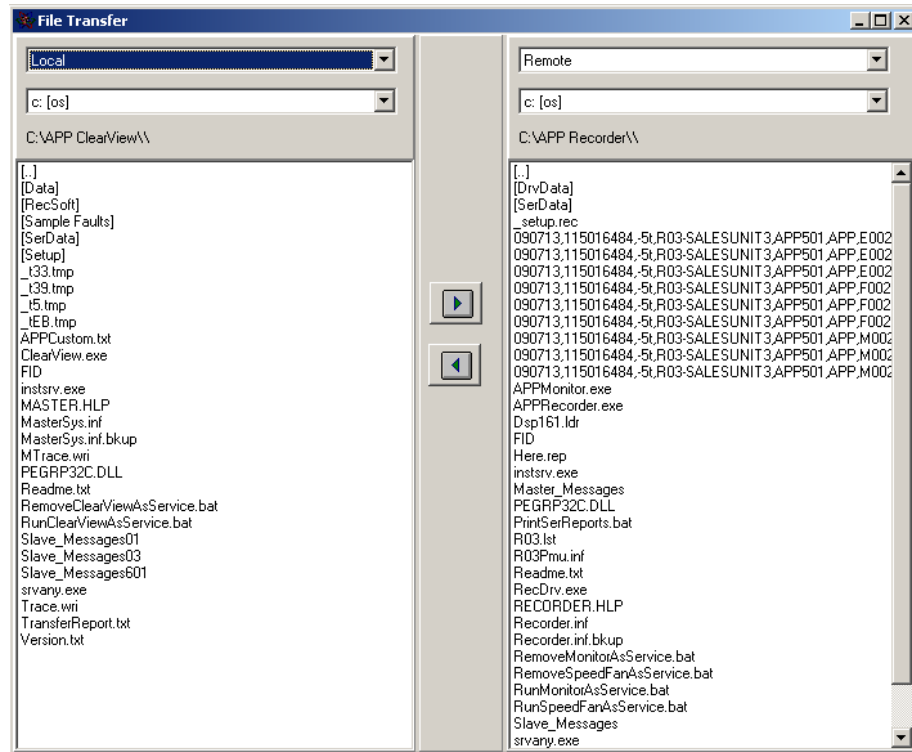 File Transfer
Local
c: [os]
C:\APP ClearView\\
[..]
[Data]
[RecSoft]
[Sample Faults]
[SerData]
[Setup]
_t33.tmp
_t39.tmp
_t5.tmp
_tEB.tmp
APPCustom.txt
ClearView.exe
FID
instsrv.exe
MASTER.HLP
MasterSys.inf
MasterSys.inf.bkup
MTrace.wri
PEGRP32C.DLL
Readme.txt
RemoveClearViewAsService.bat
RunClearViewAsService.bat
Slave_Messages01
Slave_Messages03
Slave_Messages601
srvany.exe
Trace.wri
TransferReport.txt
Version.txt
Remote
c: [os]
C:\APP Recorder\\
[..]
[DrvData]
[SerData]
_setup.rec
090713,115016484,-5t,R03-SALESUNIT3,APP501,APP,E002
090713,115016484,-5t,R03-SALESUNIT3,APP501,APP,E002
090713,115016484,-5t,R03-SALESUNIT3,APP501,APP,E002
090713,115016484,-5t,R03-SALESUNIT3,APP501,APP,F002
090713,115016484,-5t,R03-SALESUNIT3,APP501,APP,F002
090713,115016484,-5t,R03-SALESUNIT3,APP501,APP,F002
090713,115016484,-5t,R03-SALESUNIT3,APP501,APP,M002
090713,115016484,-5t,R03-SALESUNIT3,APP501,APP,M002
090713,115016484,-5t,R03-SALESUNIT3,APP501,APP,M002
APPMonitor.exe
APPRecorder.exe
Dsp161.ldr
FID
Here.rep
instsrv.exe
Master_Messages
PEGRP32C.DLL
PrintSerReports.bat
R03.lst
R03Pmu.inf
Readme.txt
RecDrv.exe
RECORDER.HLP
Recorder.inf
Recorder.inf.bkup
RemoveMonitorAsService.bat
RemoveSpeedFanAsService.bat
RunMonitorAsService.bat
RunSpeedFanAsService.bat
Slave_Messages
srvany.exe